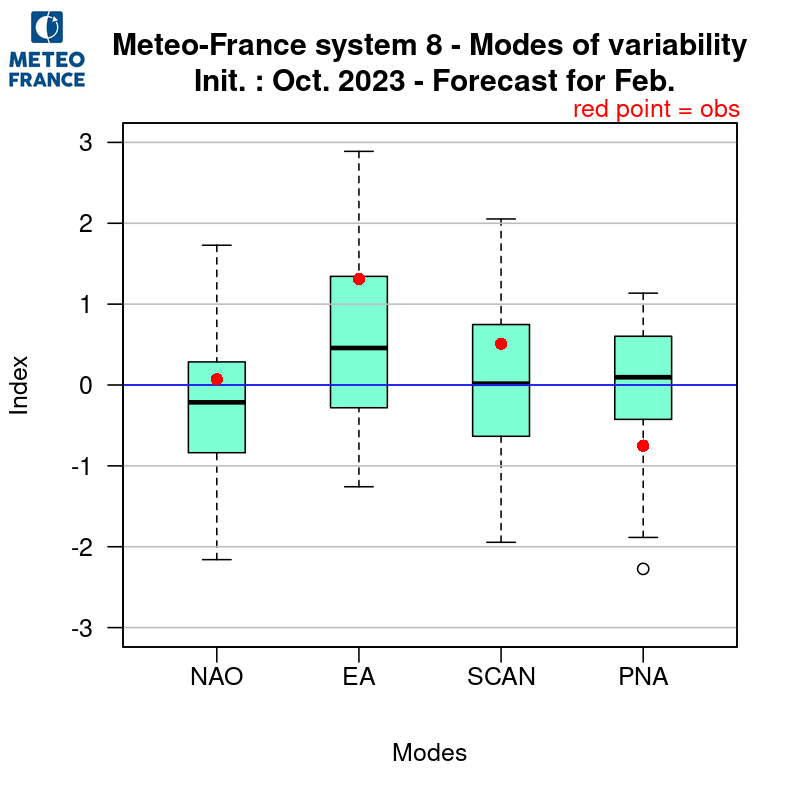 METEO
FRANCE
Meteo-France system 8 - Modes of variability
Init. : Oct. 2023 - Forecast for Feb.
red point = obs
3
2
1
0
-1
-2
-3
Index
NAO EA SCAN PNA
Modes